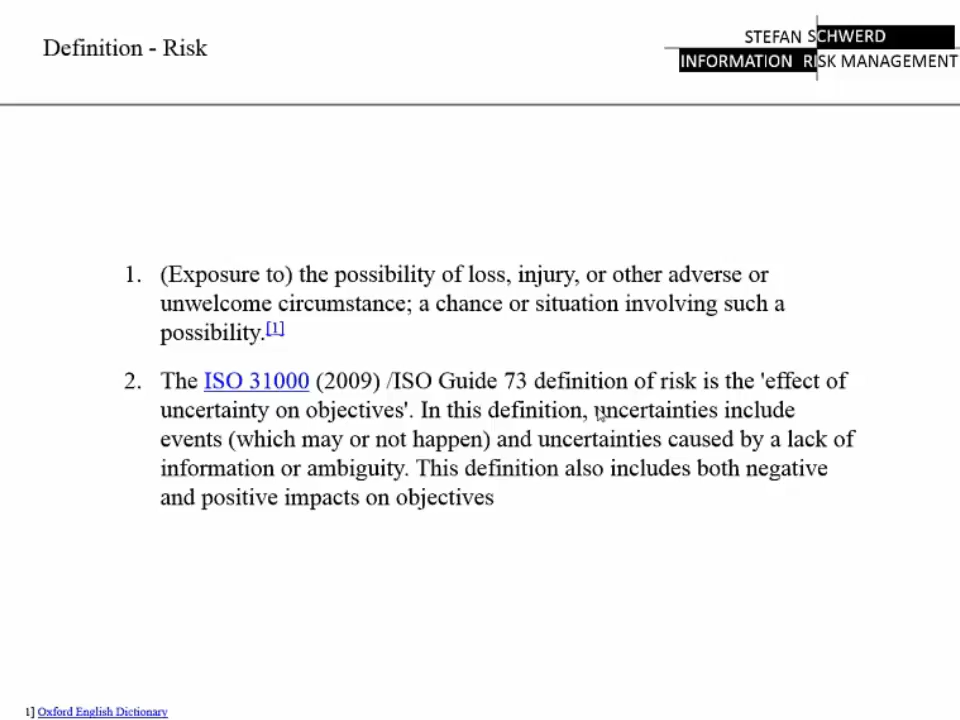 Definition - Risk
STEFAN SCHWERD
INFORMATION RISK MANAGEMENT
1. (Exposure to) the possibility of loss, injury, or other adverse or
unwelcome circumstance; a chance or situation involving such a
possibility.[1]
2. The ISO 31000 (2009) /ISO Guide 73 definition of risk is the 'effect of
uncertainty on objectives'. In this definition, uncertainties include
events (which may or not happen) and uncertainties caused by a lack of
information or ambiguity. This definition also includes both negative
and positive impacts on objectives
1] Oxford English Dictionary